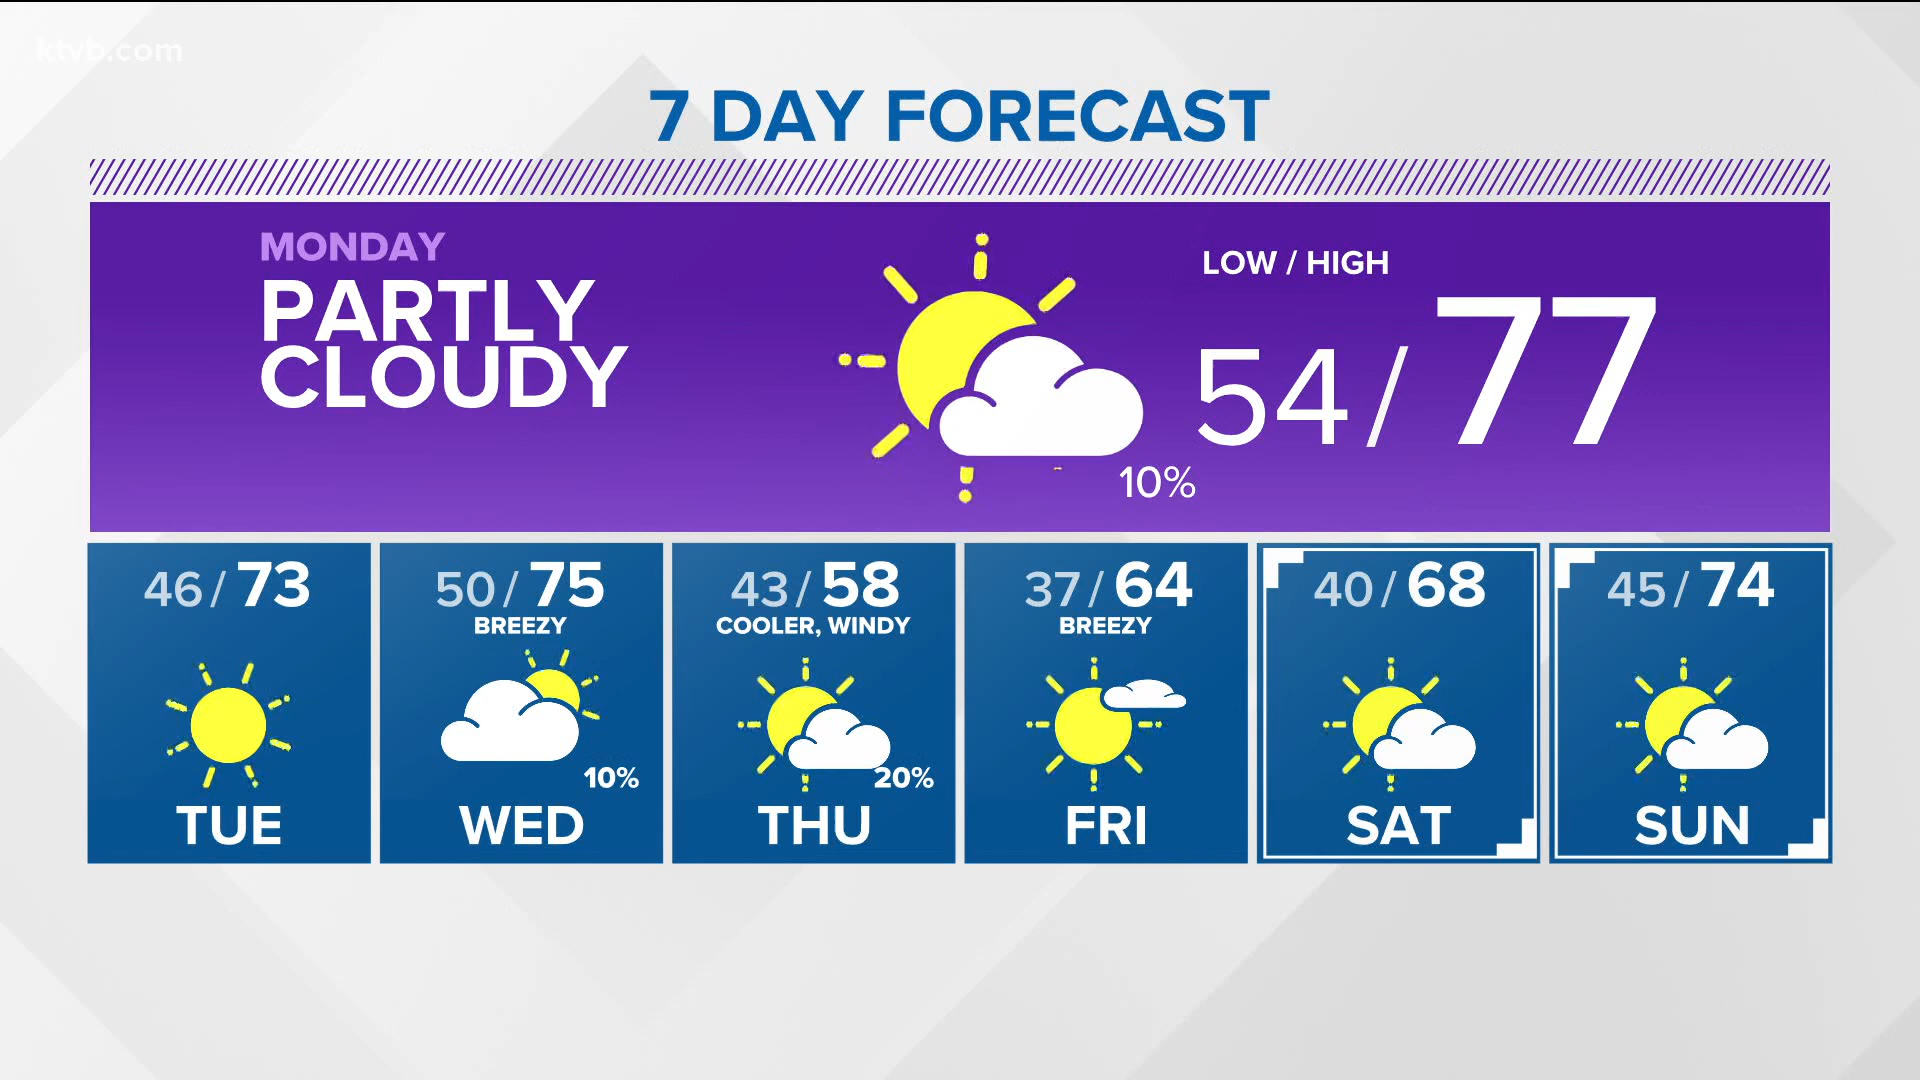 ktvb.com
7 DAY FORECAST
MONDAY
PARTLY
CLOUDY
LOW / HIGH
54 / 77
10%
46 / 73
TUE
50 / 75
BREEZY
10%
WED
43 / 58
COOLER, WINDY
20%
THU
37 / 64
BREEZY
FRI
40 / 68
SAT
45 / 74
SUN